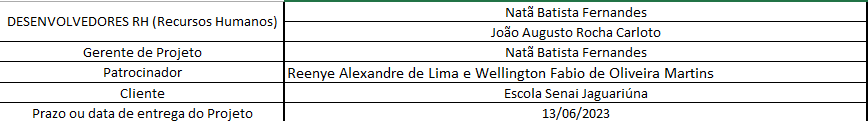 DESENVOLVEDORES RH (Recursos Humanos)
Natã Batista Fernandes
João Augusto Rocha Carloto
Gerente de Projeto
Natã Batista Fernandes
Patrocinador
Reenye Alexandre de Lima e Wellington Fabio de Oliveira Martins
Cliente
Escola Senai Jaguariúna
Prazo ou data de entrega do Projeto
13/06/2023